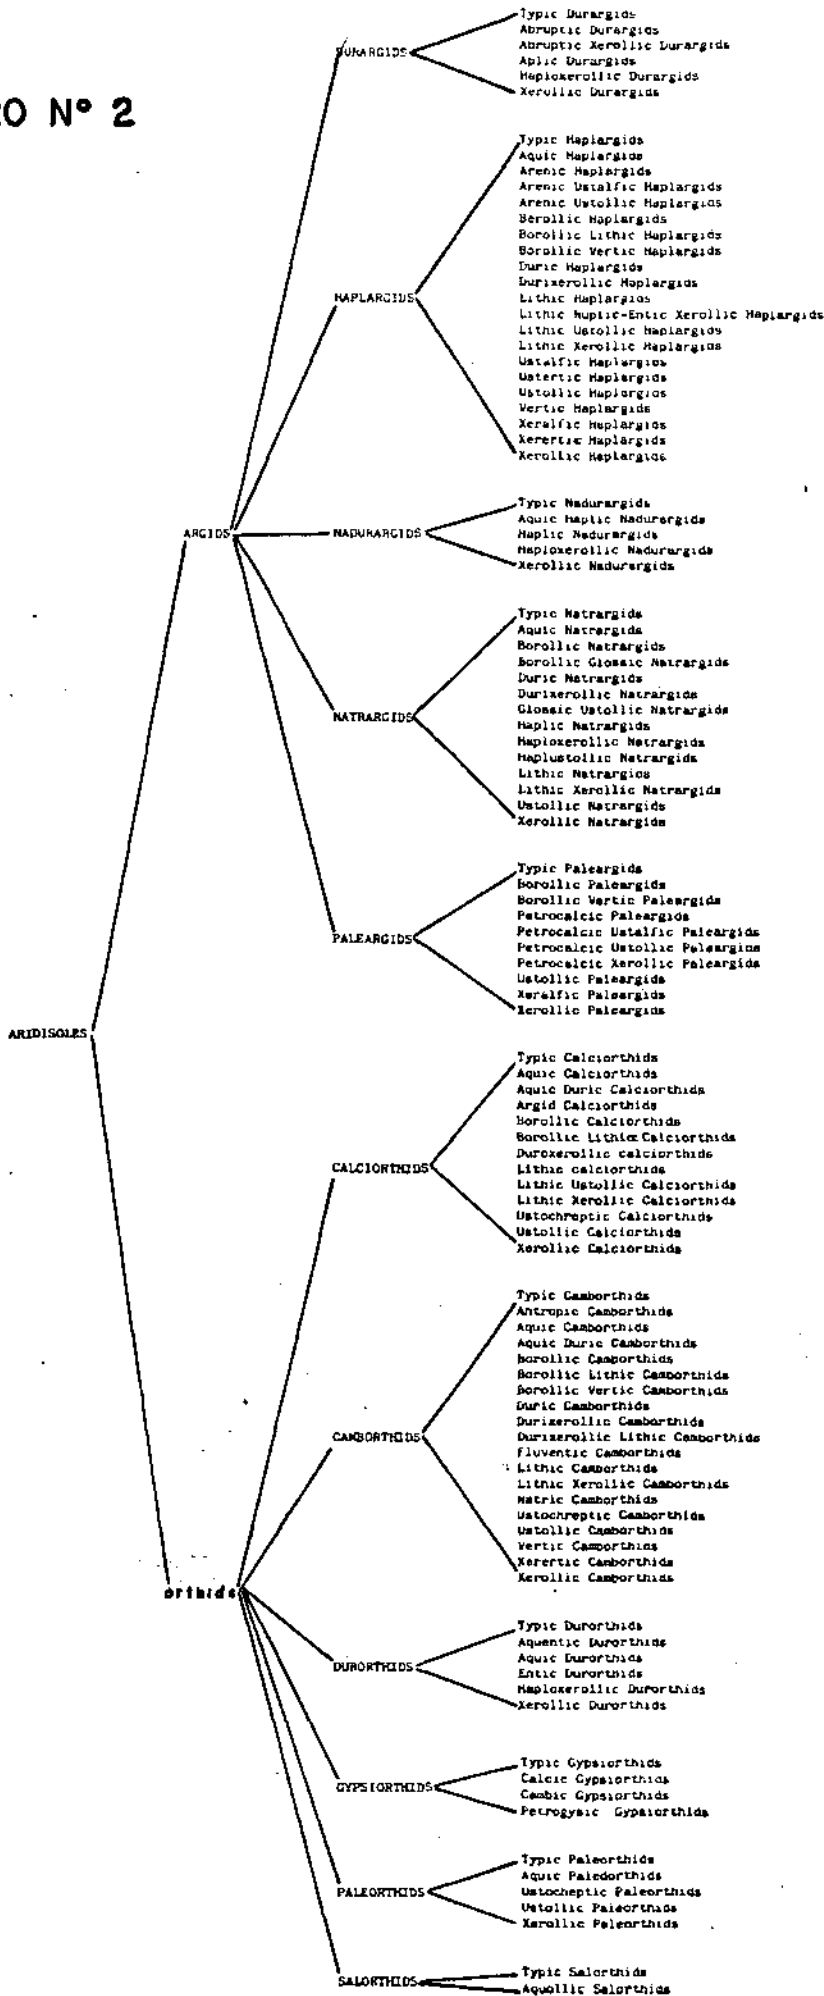 O Nº 2
ARIDISOLES
ARGIDS
DURARGIDS
Typic Durargids
Abruptic Durargids
Abruptic Xerollic Durargids
Aplic Durargids
Haploxerollic Durargids
Xerollic Durargids
HAPLARGIDS
Typic Haplargids
Aquic Haplargids
Arenic Haplargids
Arenic Ustalfic Haplargids
Arenic Ustollic Haplargids
Berollic Haplargids
Borollic Lithic Haplargids
Borollic Vertic Haplargids
Duric Haplargids
Durixerollic Haplargids
Lithic Haplargids
Lithic Ruptic-Entic Xerollic Haplargids
Lithic Ustollic Haplargids
Lithic Xerollic Haplargids
Ustalfic Haplargids
Ustertic Haplargids
Ustollic Haplargids
Vertic Haplargids
Xeralfic Haplargids
Xerertic Haplargids
Xerollic Haplargids
NADURARGIDS
Typic Nadurargids
Aquic Haplic Nadurargids
Haplic Nadurargids
Haploxerollic Nadurargids
Xerollic Nadurargids
NATRARGIDS
Typic Natrargids
Aquic Natrargids
Borollic Natrargids
Borollic Glossic Natrargids
Duric Natrargids
Durixerollic Natrargids
Glossic Ustollic Natrargids
Haplic Natrargids
Haploxerollic Natrargids
Haplustollic Natrargids
Lithic Natrargids
Lithic Xerollic Natrargids
Ustollic Natrargids
Xerollic Natrargids
PALEARGIDS
Typic Paleargids
Borollic Paleargids
Borollic Vertic Paleargids
Petrocalcic Paleargids
Petrocalcic Ustalfic Paleargids
Petrocalcic Ustollic Paleargids
Petrocalcic Xerollic Paleargids
Ustollic Paleargids
Xeralfic Paleargids
Xerollic Paleargids
orthids
CALCIORTHIDS
Typic Calciorthids
Aquic Calciorthids
Aquic Duric Calciorthids
Argid Calciorthids
Borollic Calciorthids
Borollic Lithic Calciorthids
Duroxerollic calciorthids
Lithic calciorthids
Lithic Ustollic Calciorthids
Lithic Xerollic Calciorthids
Ustochreptic Calciorthids
Ustollic Calciorthids
Xerollic Calciorthids
CAMBORTHIDS
Typic Camborthids
Antropic Camborthids
Aquic Camborthids
Aquic Duric Camborthids
Borollic Camborthids
Borollic Lithic Camborthids
Borollic Vertic Camborthids
Duric Camborthids
Durixerollic Camborthids
Durixerollic Lithic Camborthids
Fluventic Camborthids
Lithic Camborthids
Lithic Xerollic Camborthids
Natric Camborthids
Ustochreptic Camborthids
Ustollic Camborthids
Vertic Camborthids
Xerertic Camborthids
Xerollic Camborthids
DURORTHIDS
Typic Durorthids
Aquentic Durorthids
Aquic Durorthids
Entic Durorthids
Haploxerollic Durorthids
Xerollic Durorthids
GYPSIORTHIDS
Typic Gypsiorthids
Calcic Gypsiorthids
Cambic Gypsiorthids
Petrogysic Gypsiorthids
PALEORTHIDS
Typic Paleorthids
Aquic Paledorthids
Ustocheptic Paleorthids
Ustollic Paleorthids
Xerollic Paleorthids
SALORTHIDS
Typic Salorthids
Aquollic Salorthids